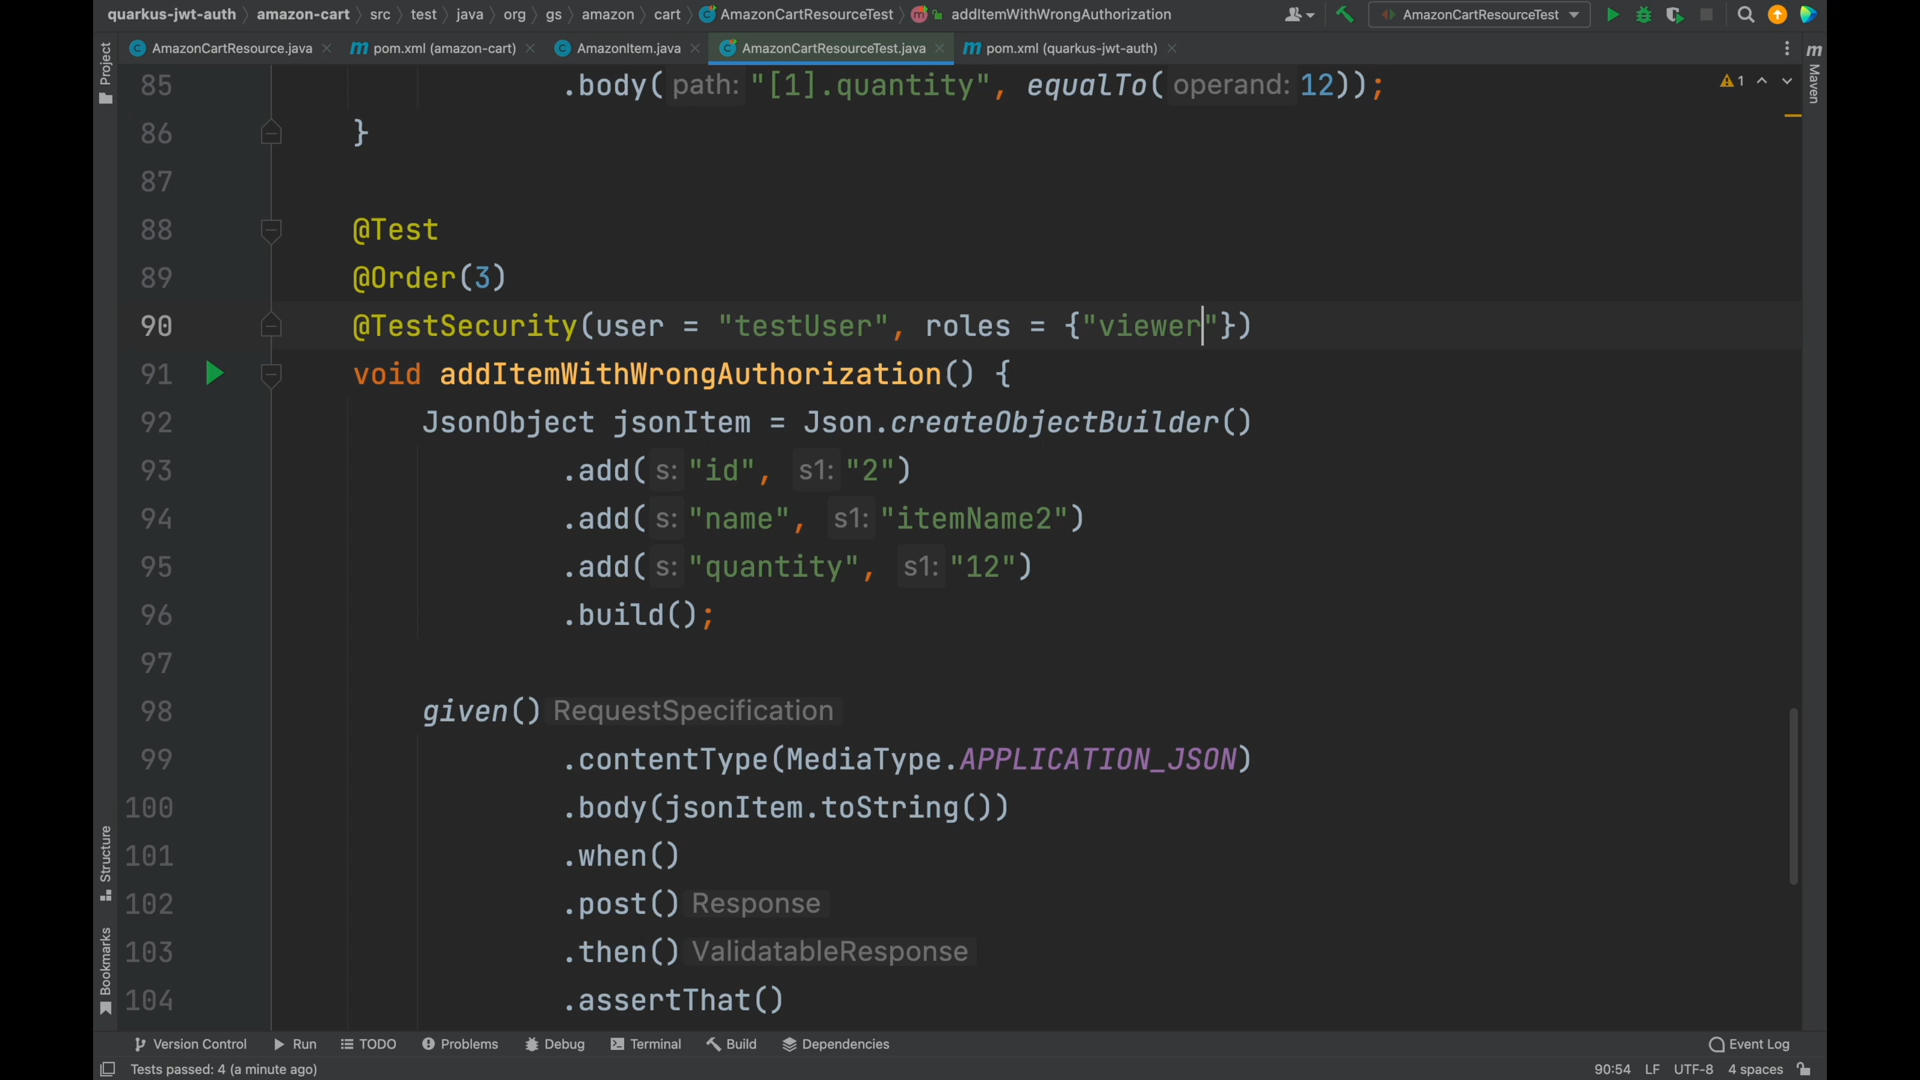 quarkus-jwt-auth amazon-cart src test java org gs amazon cart AmazonCartResourceTest addItemWithWrongAuthorization AmazonCartResourceTest
AmazonCartResource.java pom.xml (amazon-cart) AmazonItem.java AmazonCartResourceTest.java pom.xml (quarkus-jwt-auth)
Project
Structure
Bookmarks
Maven
1
85 .body( path: "[1].quantity", equalTo( operand: 12));
86 }
87
88 @Test
89 @Order(3)
90 @TestSecurity(user = "testUser", roles = {"viewer"})
91 void addItemWithWrongAuthorization() {
92 JsonObject jsonItem = Json.createObjectBuilder()
93 .add( s: "id", s1: "2")
94 .add( s: "name", s1: "itemName2")
95 .add( s: "quantity", s1: "12")
96 .build();
97
98 given() RequestSpecification
99 .contentType(MediaType.APPLICATION_JSON)
100 .body(jsonItem.toString())
101 .when()
102 .post() Response
103 .then() ValidatableResponse
104 .assertThat()
Version Control Run TODO Problems Debug Terminal Build Dependencies Event Log
Tests passed: 4 (a minute ago) 90:54 LF UTF-8 4 spaces